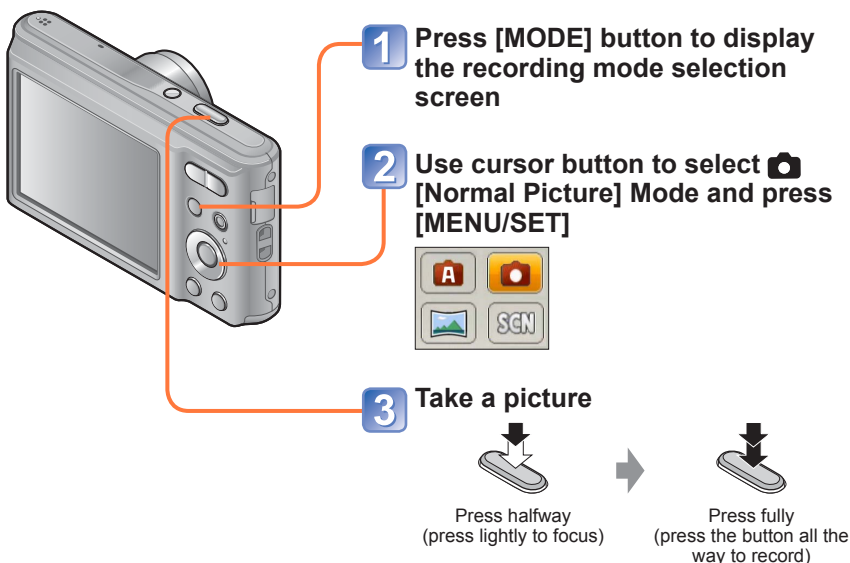 1
Press [MODE] button to display
the recording mode selection
screen
2
Use cursor button to select
[Normal Picture] Mode and press
[MENU/SET]
A
SCN
3
Take a picture
Press halfway
(press lightly to focus)
Press fully
(press the button all the
way to record)